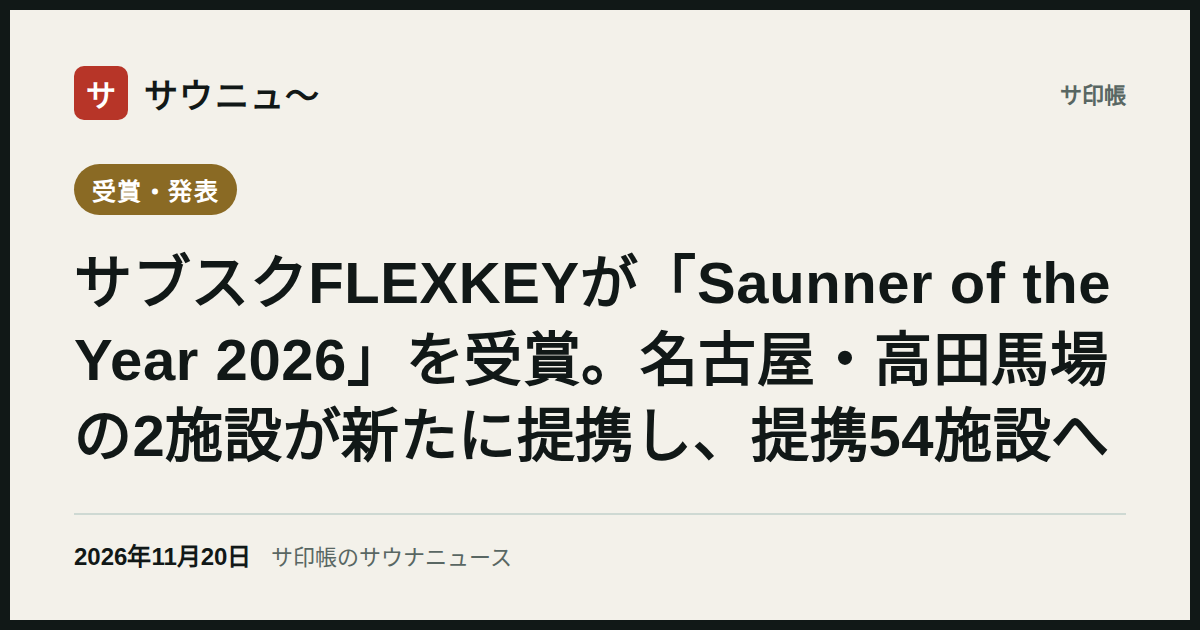 サ サウニュ〜
サ印帳
受賞・発表
サブスクFLEXKEYが「Saunner of the
Year 2026」を受賞。名古屋・高田馬場
の2施設が新たに提携し、提携54施設へ
2026年11月20日 サ印帳のサウナニュース